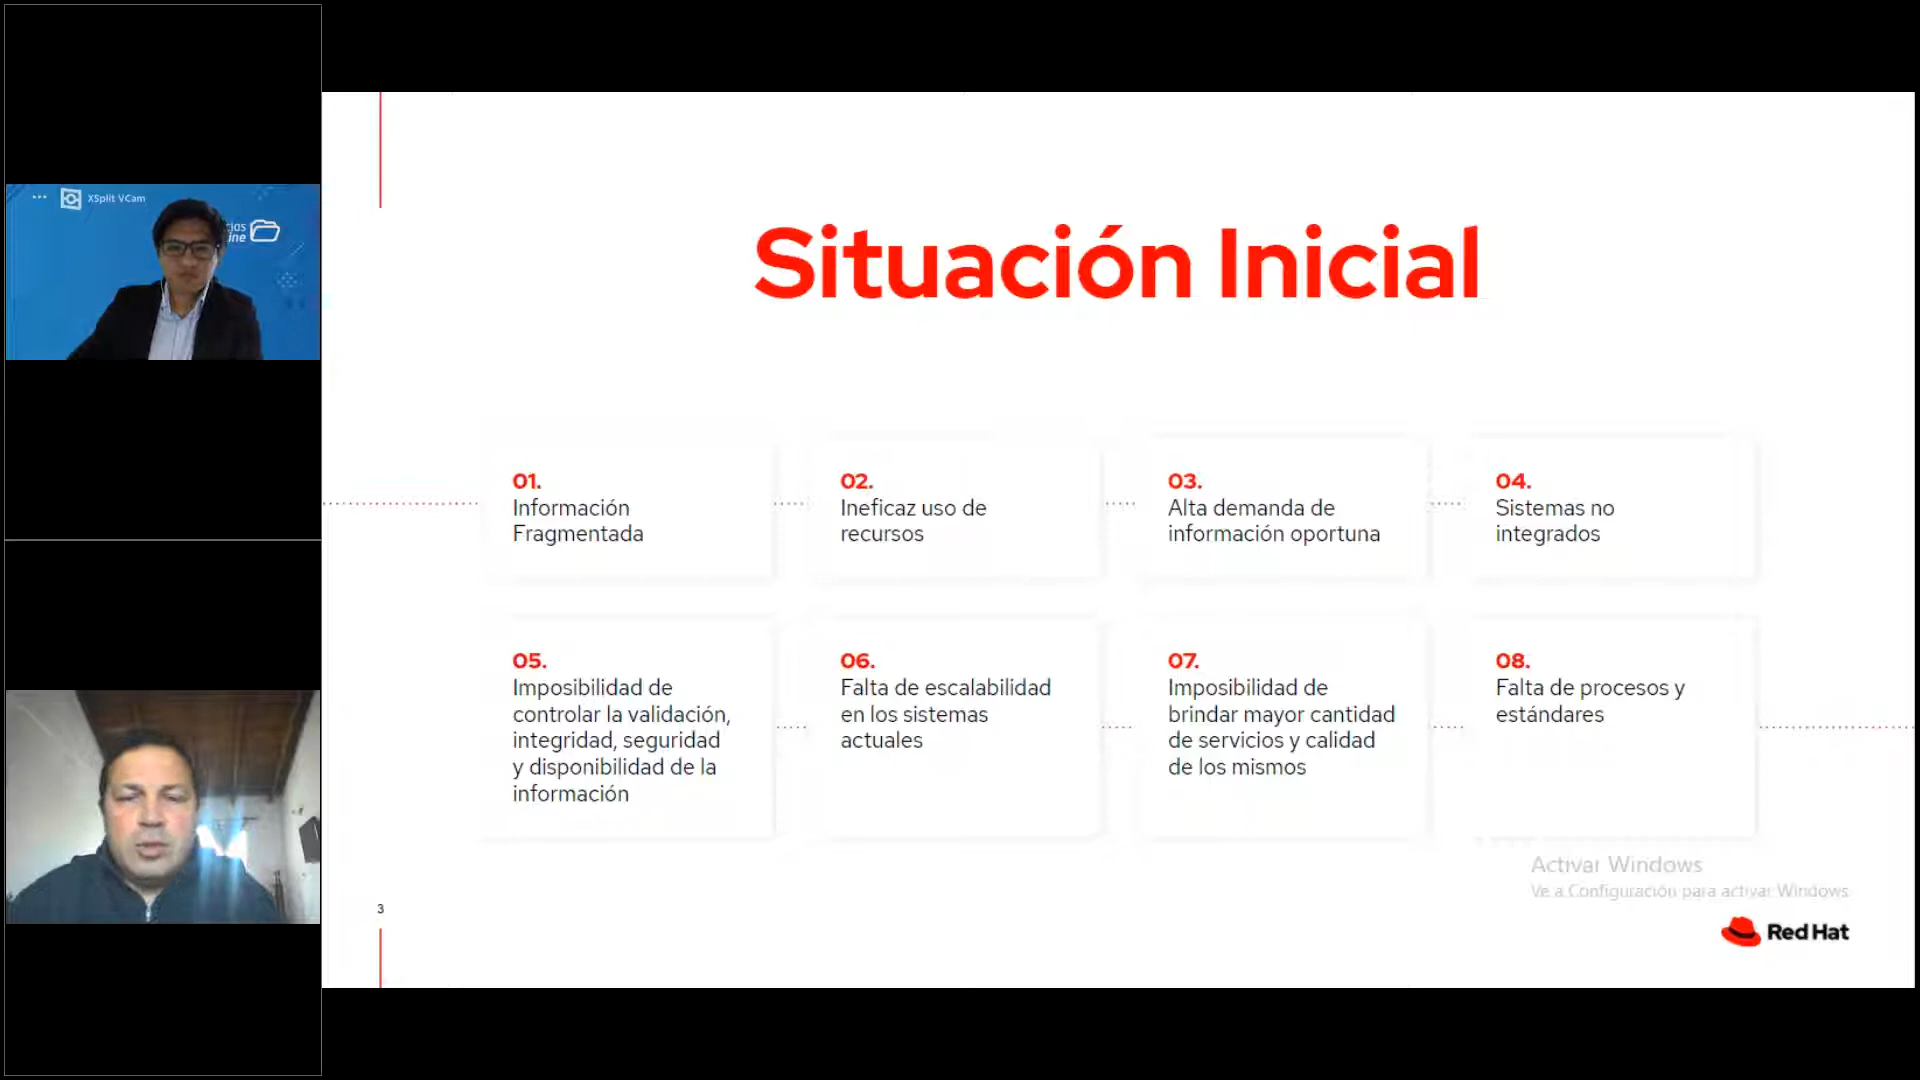 XSplit VCam
Situación Inicial
01.
Información
Fragmentada
02.
Ineficaz uso de
recursos
03.
Alta demanda de
información oportuna
04.
Sistemas no
integrados
05.
Imposibilidad de
controlar la validación,
integridad, seguridad
y disponibilidad de la
información
06.
Falta de escalabilidad
en los sistemas
actuales
07.
Imposibilidad de
brindar mayor cantidad
de servicios y calidad
de los mismos
08.
Falta de procesos y
estándares
Activar Windows
Ve a Configuración para activar Windows.
3
Red Hat